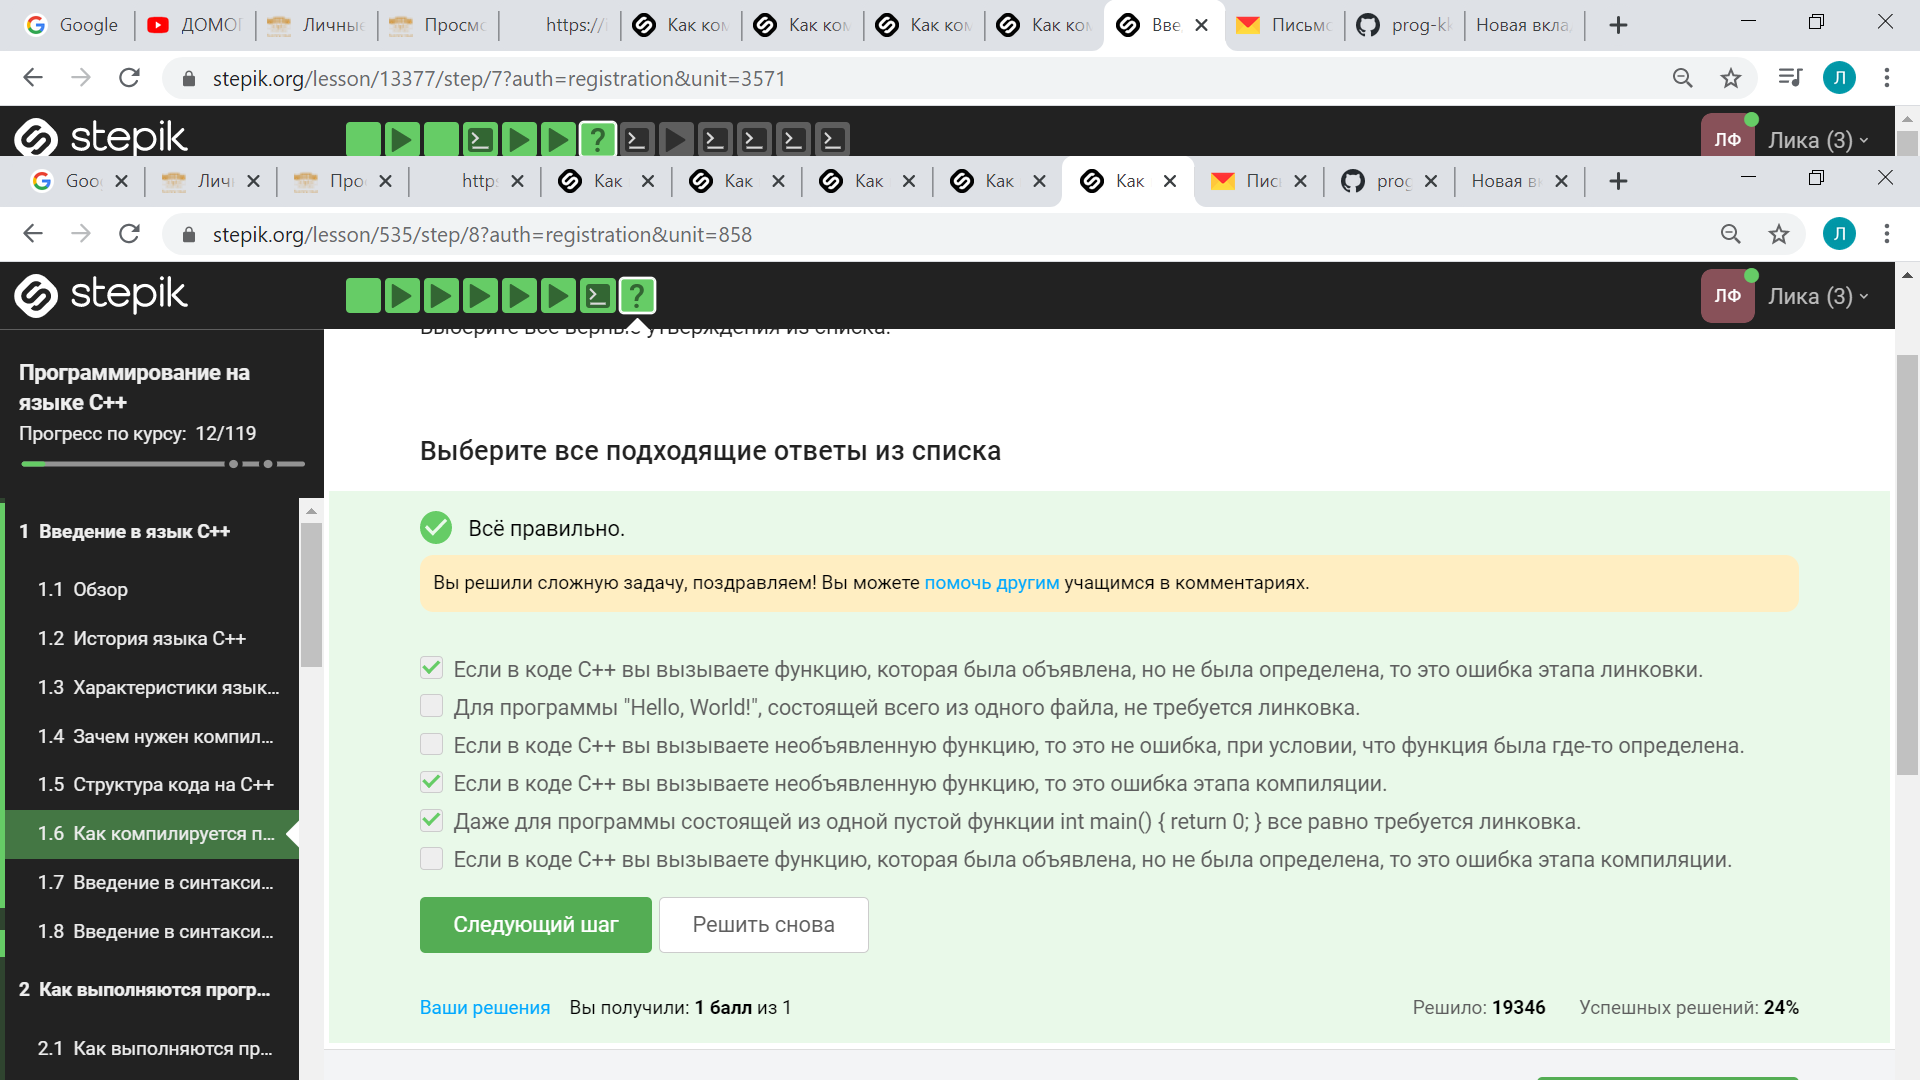 Google
ДОМО
Личные
Просмо
https://i
Как ком
Как ком
Как ком
Как ком
Вве
Письмо
prog-kk
Новая вкла
stepik.org/lesson/13377/step/7?auth=registration&unit=3571
Л
stepik
?
ЛФ
Лика (3)
Goo
Личн
Про
http:
Как
Как
Как
Как
Как
Пис
prog
Новая в
stepik.org/lesson/535/step/8?auth=registration&unit=858
Л
stepik
?
ЛФ
Лика (3)
Выберите все верные утверждения из списка.
Программирование на
языке C++
Прогресс по курсу: 12/119
1 Введение в язык C++
1.1 Обзор
1.2 История языка C++
1.3 Характеристики язык...
1.4 Зачем нужен компил...
1.5 Структура кода на C++
1.6 Как компилируется п...
1.7 Введение в синтакси...
1.8 Введение в синтакси...
2 Как выполняются прогр...
2.1 Как выполняются пр...
Выберите все подходящие ответы из списка
Всё правильно.
Вы решили сложную задачу, поздравляем! Вы можете помочь другим учащимся в комментариях.
Если в коде C++ вы вызываете функцию, которая была объявлена, но не была определена, то это ошибка этапа линковки.
Для программы "Hello, World!", состоящей всего из одного файла, не требуется линковка.
Если в коде C++ вы вызываете необъявленную функцию, то это не ошибка, при условии, что функция была где-то определена.
Если в коде C++ вы вызываете необъявленную функцию, то это ошибка этапа компиляции.
Даже для программы состоящей из одной пустой функции int main() { return 0; } все равно требуется линковка.
Если в коде C++ вы вызываете функцию, которая была объявлена, но не была определена, то это ошибка этапа компиляции.
Следующий шаг
Решить снова
Ваши решения Вы получили: 1 балл из 1
Решило: 19346 Успешных решений: 24%